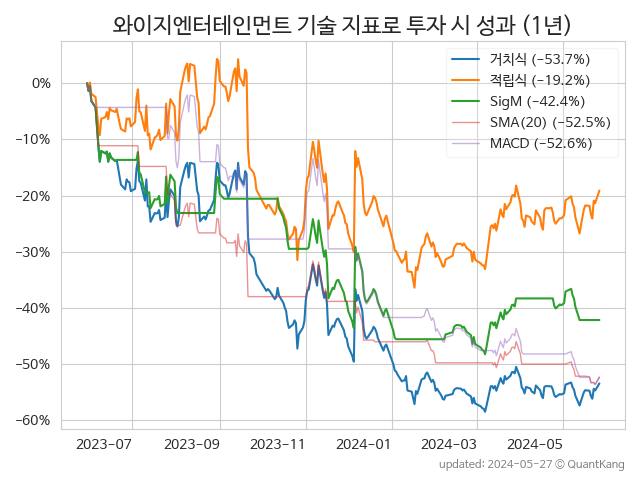 와이지엔터테인먼트 기술 지표로 투자 시 성과 (1년)
거치식 (−53.7%)
적립식 (−19.2%)
SigM (−42.4%)
SMA(20) (−52.5%)
MACD (−52.6%)
0%
−10%
−20%
−30%
−40%
−50%
−60%
2023−07 2023−09 2023−11 2024−01 2024−03 2024−05
updated: 2024−05−27 © QuantKang